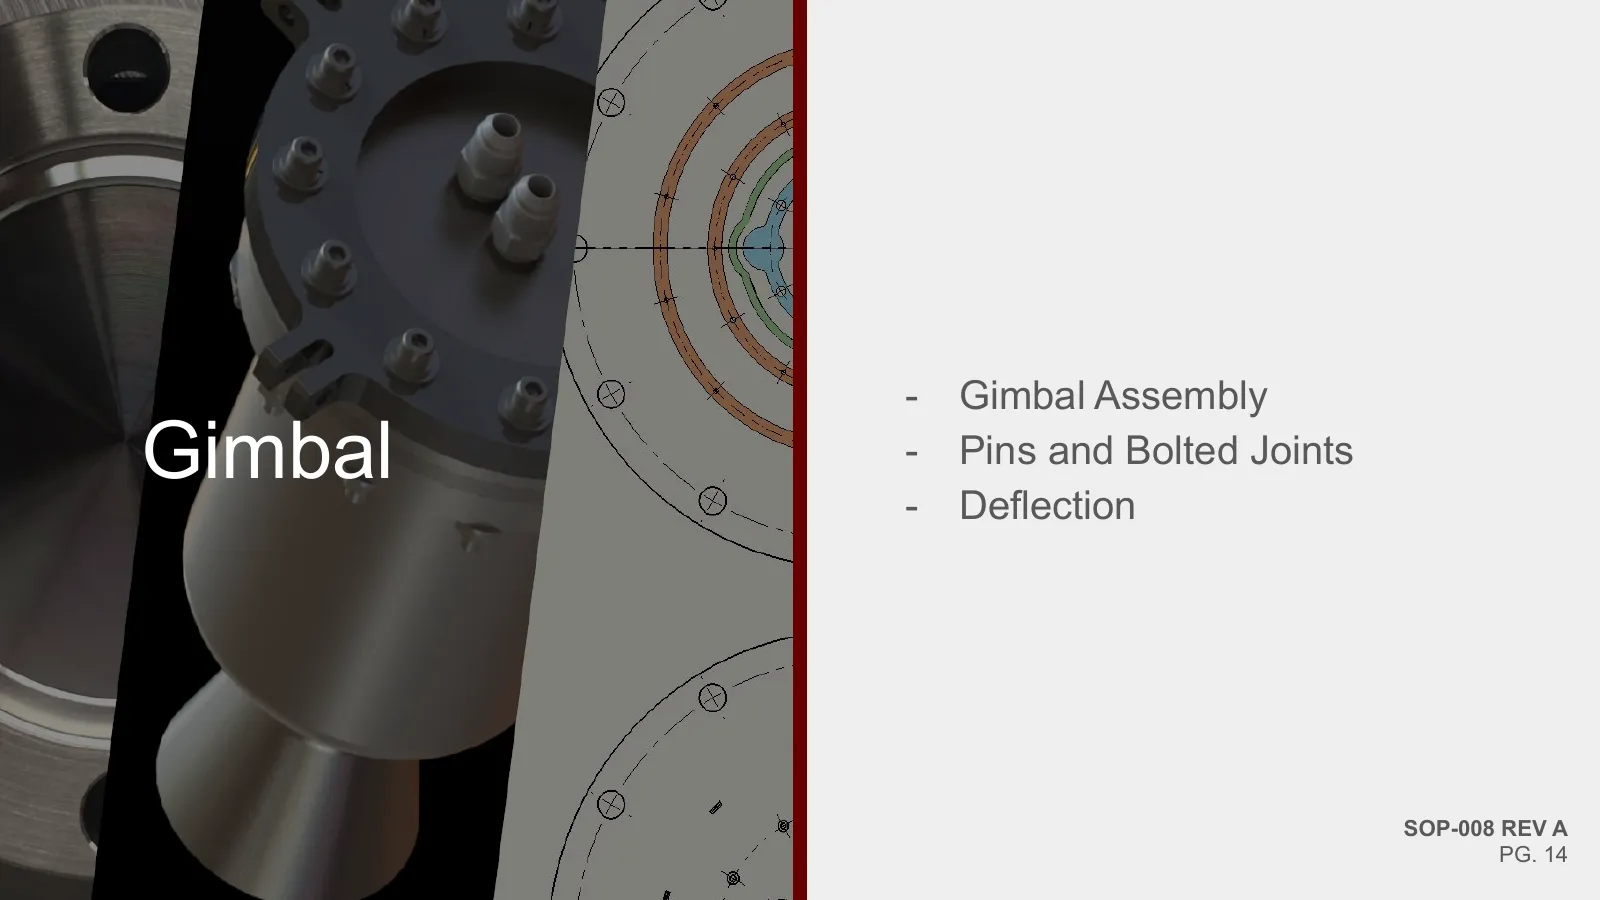 Gimbal
- Gimbal Assembly
- Pins and Bolted Joints
- Deflection
SOP-008 REV A
PG. 14